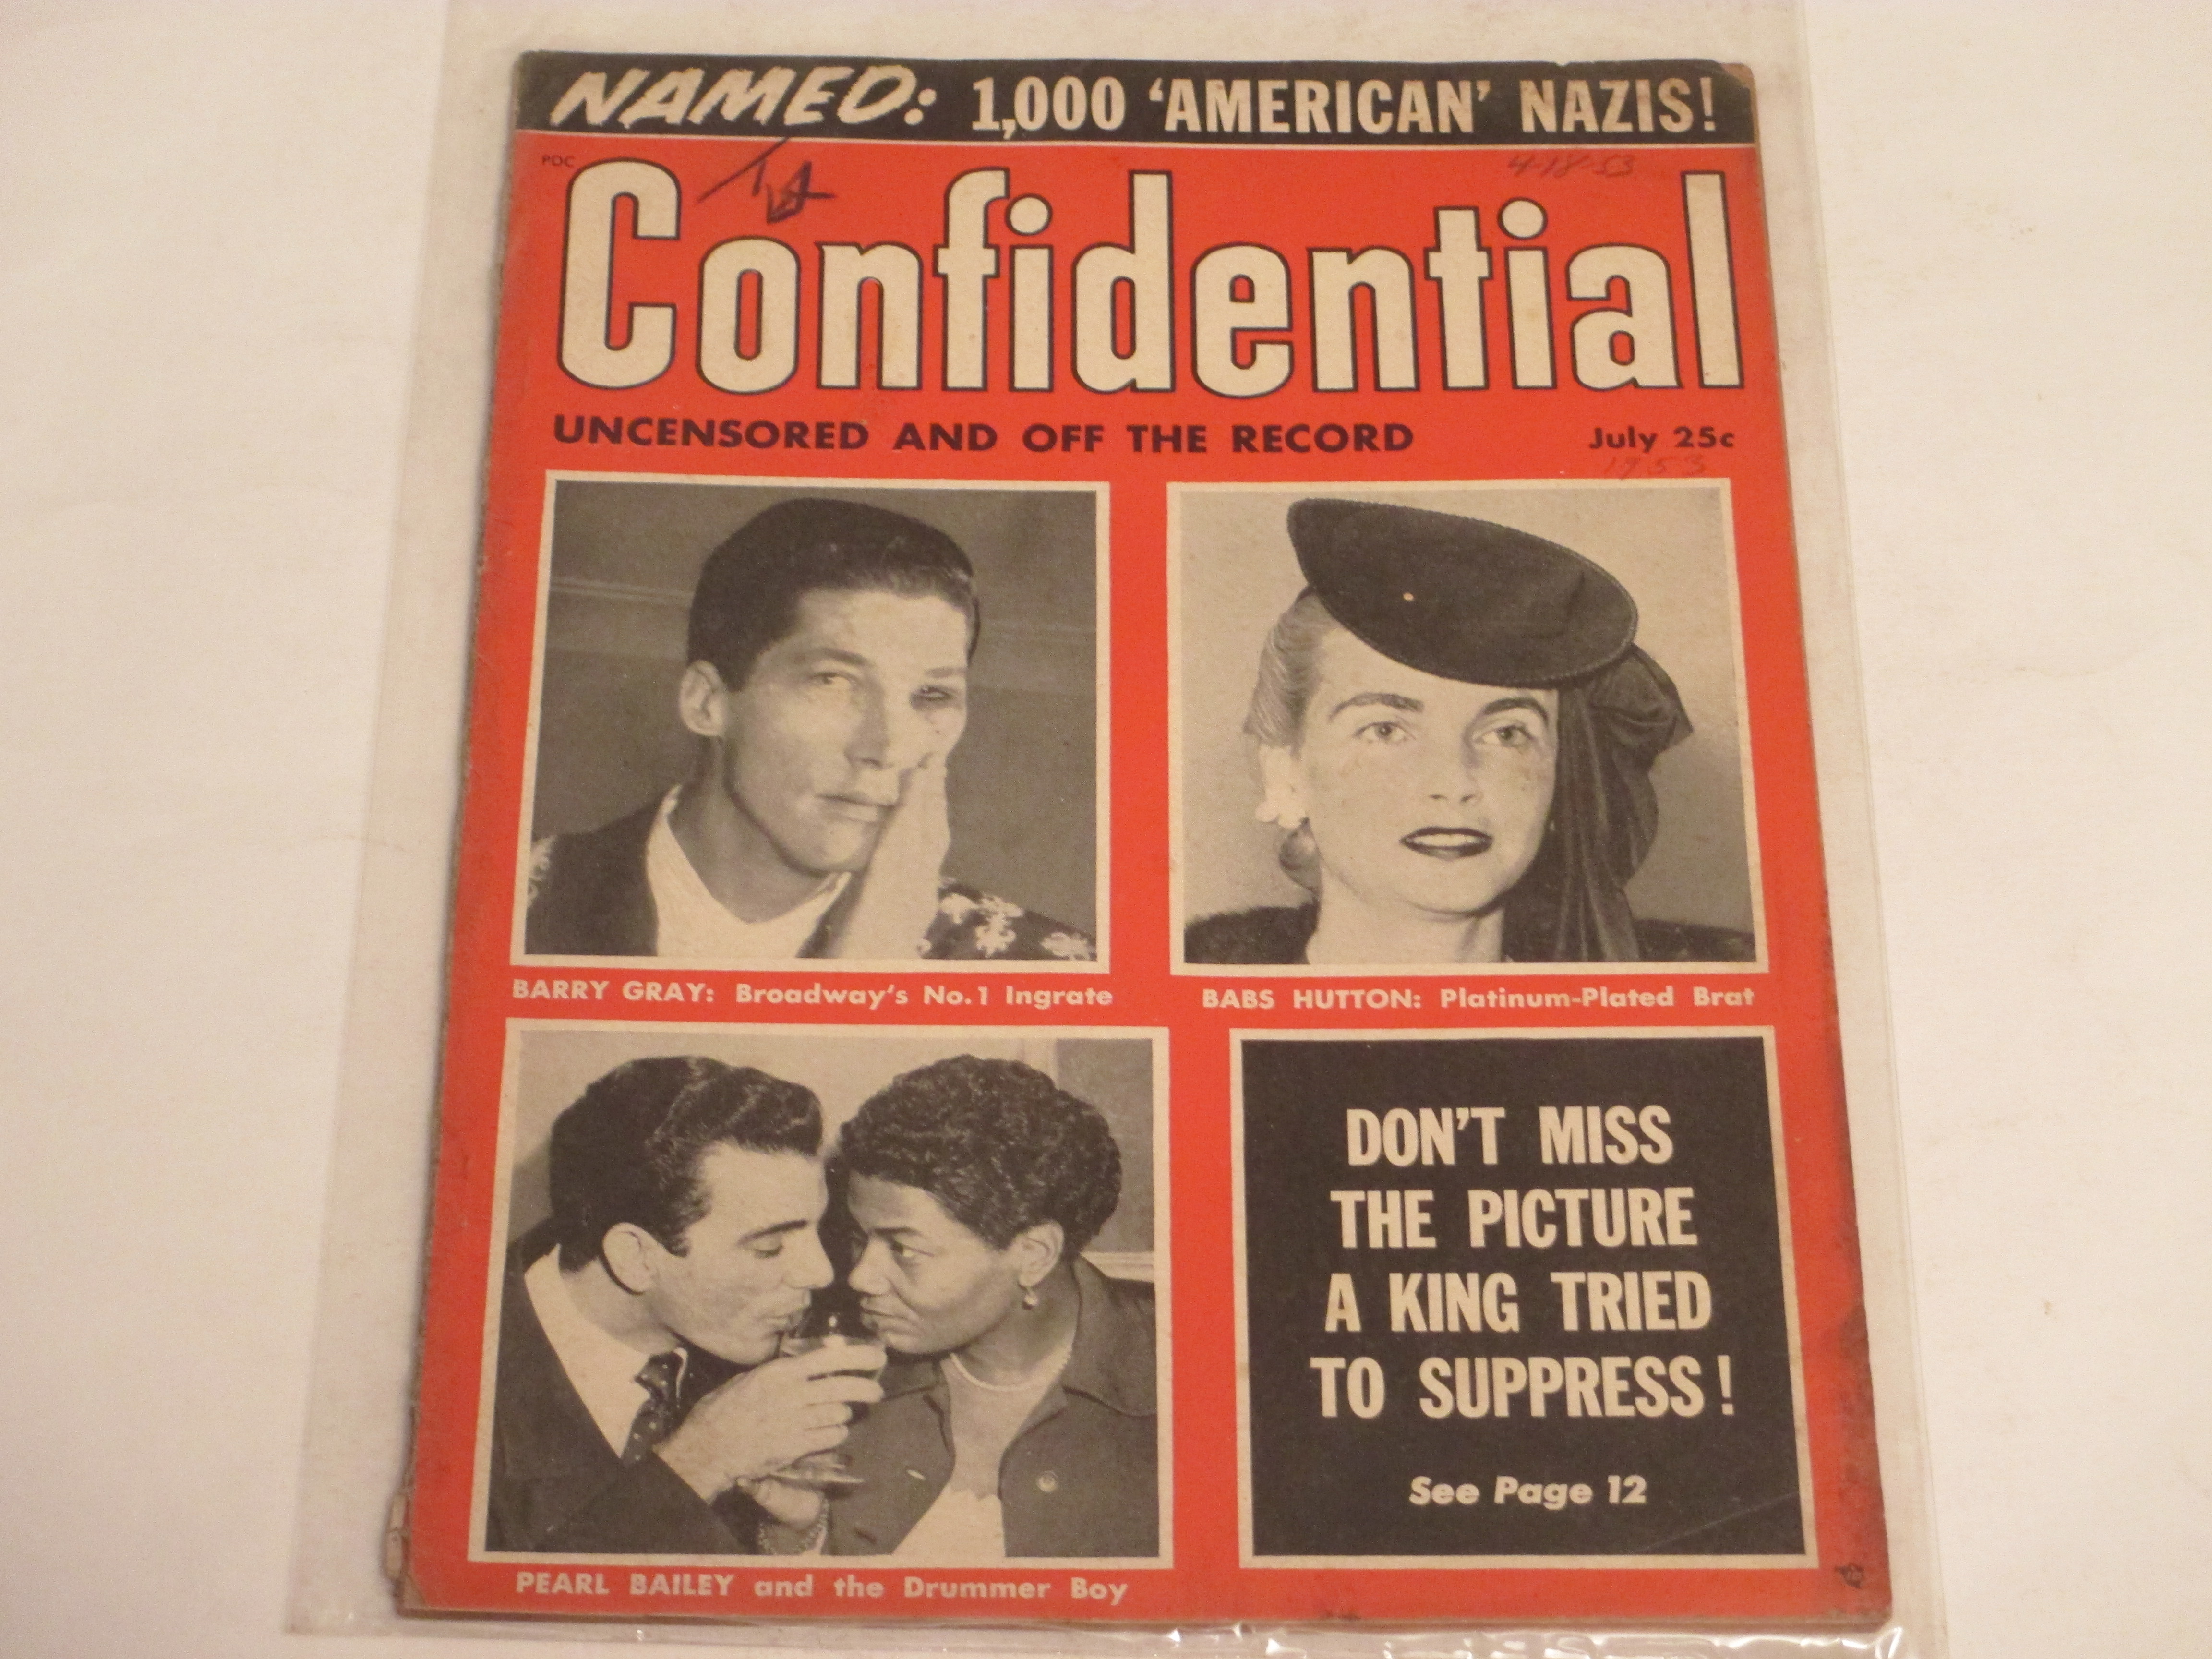 NAMED: 1,000 ‘AMERICAN’ NAZIS!
PDC
4-18-53
Confidential
UNCENSORED AND OFF THE RECORD
July 25c
1953
BARRY GRAY: Broadway's No.1 Ingrate
BABS HUTTON: Platinum-Plated Brat
DON'T MISS
THE PICTURE
A KING TRIED
TO SUPPRESS!
See Page 12
PEARL BAILEY and the Drummer Boy